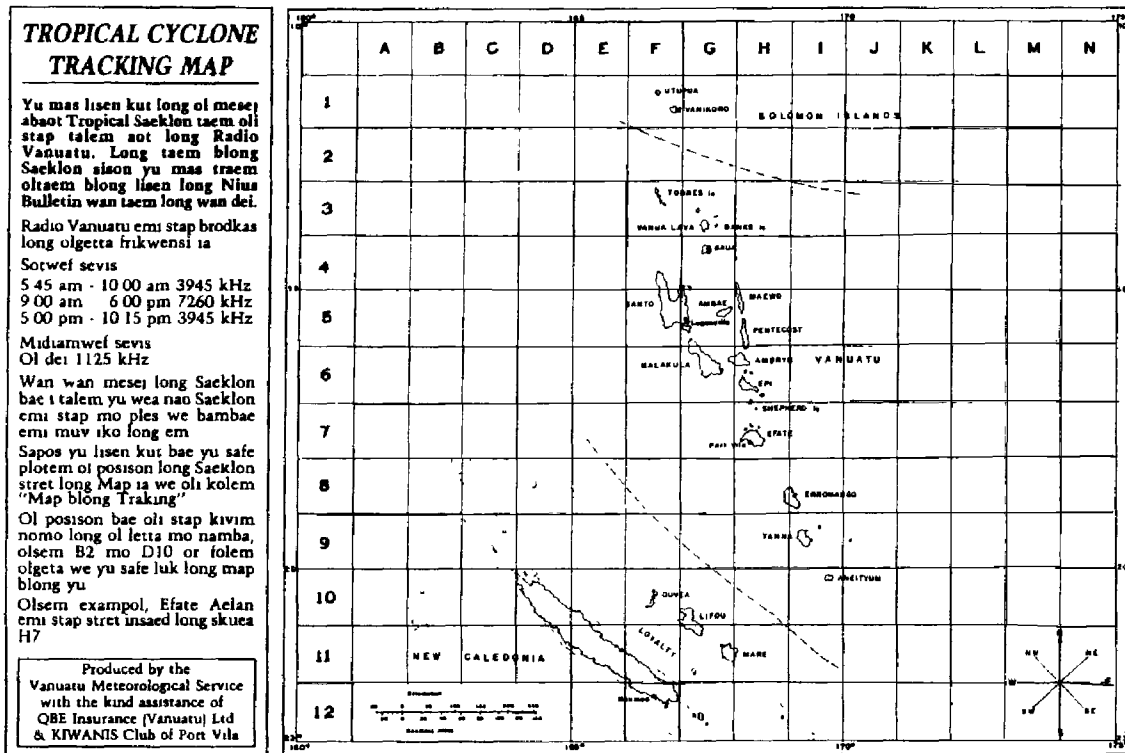 TROPICAL CYCLONE
TRACKING MAP
Yu mas lisen kut long ol mesej
abaot Tropical Saeklon taem oli
stap talem aot long Radio
Vanuatu. Long taem blong
Saeklon sison yu mas traem
oltaem blong lisen long Nius
Bulletin wan taem long wan dei.
Radio Vanuatu emi stap brodkas
long olgetta frikwensi ia
Sotwef sevis
5 45 am - 10 00 am 3945 kHz
9 00 am 6 00 pm 7260 kHz
5 00 pm - 10 15 pm 3945 kHz
Midiamwef sevis
Ol dei 1125 kHz
Wan wan mesej long Saeklon
bae i talem yu wea nao Saeklon
emi stap mo ples we bambae
emi muv iko long em
Sapos yu lisen kut bae yu safe
plotem ol posison long Saeklon
stret long Map ia we oli kolem
"Map blong Traking"
Ol posison bae oli stap kivim
nomo long ol letta mo namba,
olsem B2 mo D10 or folem
olgeta we yu safe luk long map
blong yu
Olsem exampol, Efate Aelan
emi stap stret insaed long skuea
H7
Produced by the
Vanuatu Meteorological Service
with the kind assistance of
QBE Insurance (Vanuatu) Ltd
& KIWANIS Club of Port Vila
165 170
A B C D E F G H I J K L M N
1
UTUPUA
VANIKORO
SOLOMON ISLANDS
2
3
TORRES Is
VANUA LAVA
BANKS Is
4
GAUA
5
SANTO
AMBAE
Luganville
MAEWO
PENTECOST
6
MALAKULA
AMBRYM
VANUATU
EPI
SHEPHERD Is
7
EFATE
Port Vila
8
ERROMANGO
9
TANNA
ANEITYUM
10
OUVEA
LIFOU
LOYALTY Is
11
NEW CALEDONIA
MARE
12
Noumea
NW NE
W
SW SE
S
165° 170°